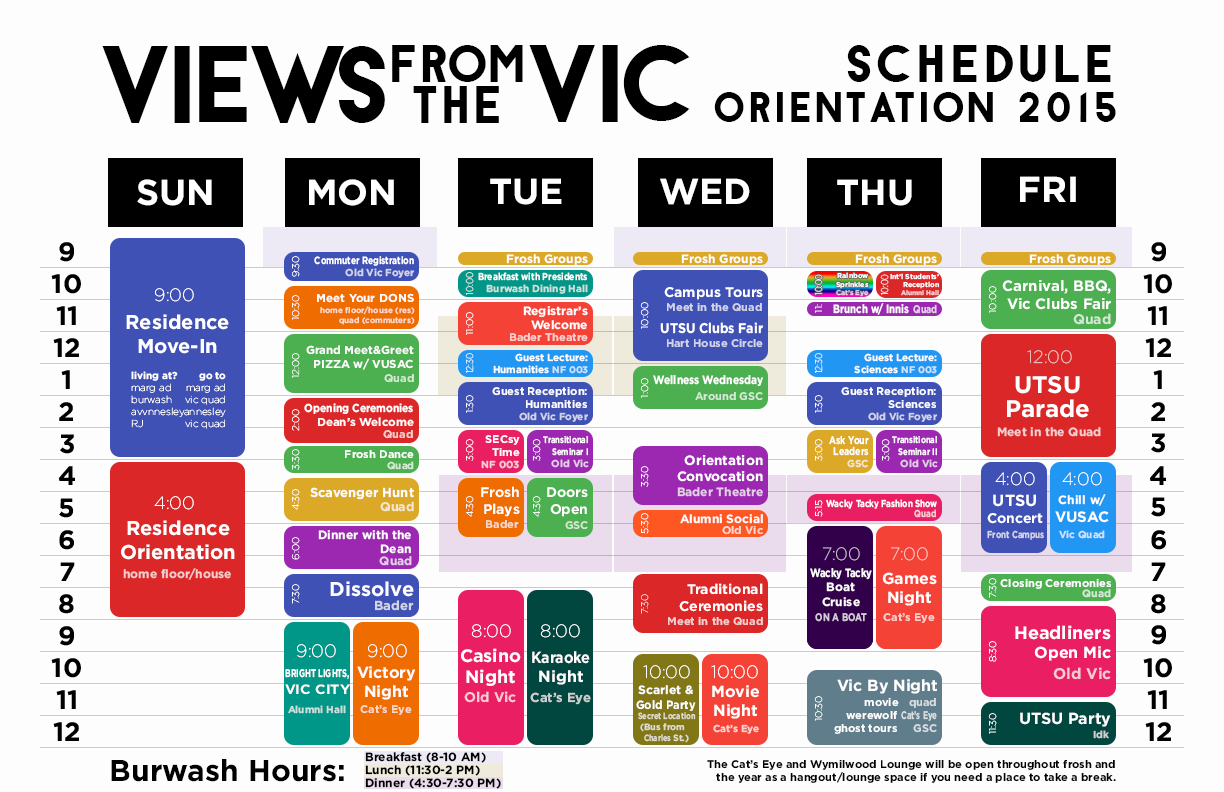 VIEWS FROM THE VIC
SCHEDULE
ORIENTATION 2015
SUN
MON
TUE
WED
THU
FRI
9
10
11
12
1
2
3
4
5
6
7
8
9
10
11
12
9:00
Residence
Move-In
living at? go to
marg ad marg ad
burwash vic quad
annesley
RJ vic quad
4:00
Residence
Orientation
home floor/house
9:30
Commuter Registration
Old Vic Foyer
10:30
Meet Your DONS
home floor/house (res)
quad (commuters)
12:00
Grand Meet&Greet
PIZZA w/ VUSAC
Quad
2:00
Opening Ceremonies
Dean's Welcome
Quad
3:30
Frosh Dance
Quad
4:30
Scavenger Hunt
Quad
6:00
Dinner with the
Dean
Quad
7:30
Dissolve
Bader
9:00
BRIGHT LIGHTS,
VIC CITY
Alumni Hall
9:00
Victory
Night
Cat's Eye
Frosh Groups
10:00
Breakfast with Presidents
Burwash Dining Hall
11:00
Registrar's
Welcome
Bader Theatre
12:30
Guest Lecture:
Humanities NF 003
1:30
Guest Reception:
Humanities
Old Vic Foyer
3:00
SECsy
Time
NF 003
3:00
Transitional
Seminar I
Old Vic
4:30
Frosh
Plays
Bader
4:30
Doors
Open
GSC
8:00
Casino
Night
Old Vic
8:00
Karaoke
Night
Cat's Eye
Frosh Groups
10:00
Campus Tours
Meet in the Quad
UTSU Clubs Fair
Hart House Circle
1:00
Wellness Wednesday
Around GSC
3:30
Orientation
Convocation
Bader Theatre
5:30
Alumni Social
Old Vic
7:30
Traditional
Ceremonies
Meet in the Quad
10:00
Scarlet &
Gold Party
Secret Location
(Bus from
Charles St.)
10:00
Movie
Night
Cat's Eye
Frosh Groups
10:00
Rainbow
Sprinkles
Cat's Eye
10:00
Int'l Students'
Reception
Alumni Hall
11:
Brunch w/ Innis Quad
12:30
Guest Lecture:
Sciences NF 003
1:30
Guest Reception:
Sciences
Old Vic Foyer
3:00
Ask Your
Leaders
GSC
3:00
Transitional
Seminar II
Old Vic
5:15
Wacky Tacky Fashion Show
Quad
7:00
Wacky Tacky
Boat
Cruise
ON A BOAT
7:00
Games
Night
Cat's Eye
10:30
Vic By Night
movie quad
werewolf Cat's Eye
ghost tours GSC
Frosh Groups
10:00
Carnival, BBQ,
Vic Clubs Fair
Quad
12:00
UTSU
Parade
Meet in the Quad
4:00
UTSU
Concert
Front Campus
4:00
Chill w/
VUSAC
Vic Quad
7:30
Closing Ceremonies
Quad
8:30
Headliners
Open Mic
Old Vic
11:30
UTSU Party
Idk
9
10
11
12
1
2
3
4
5
6
7
8
9
10
11
12
Burwash Hours:
Breakfast (8-10 AM)
Lunch (11:30-2 PM)
Dinner (4:30-7:30 PM)
The Cat's Eye and Wymilwood Lounge will be open throughout frosh and
the year as a hangout/lounge space if you need a place to take a break.